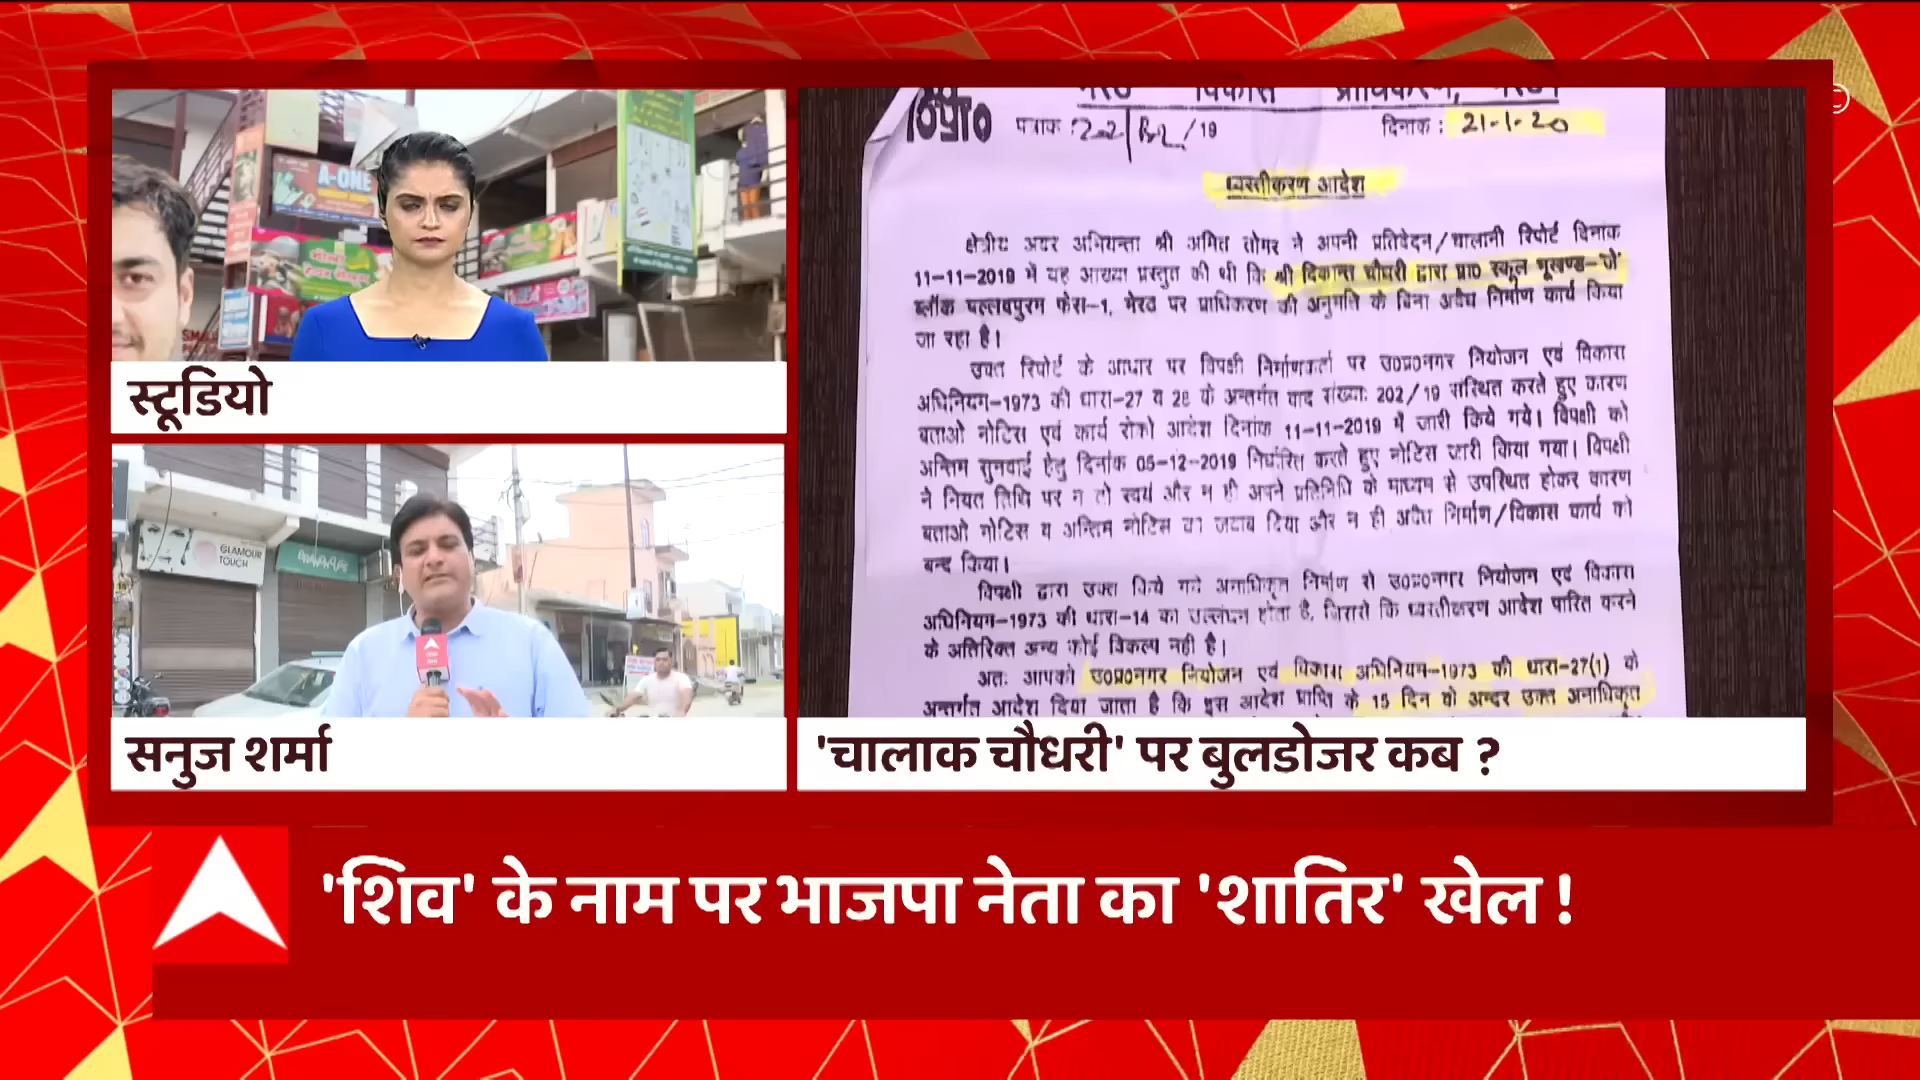 A-ONE
स्टूडियो
GLAMOUR
TOUCH
सनुज शर्मा
मेरठ विकास प्राधिकरण, मेरठ
पत्रांक : /19 दिनांक : 21-1-20
ध्वस्तीकरण आदेश
क्षेत्रीय अवर अभियन्ता श्री अमित तोमर ने अपनी प्रतिवेदन/चालानी रिपोर्ट दिनांक
11-11-2019 में यह आख्या प्रस्तुत की थी कि श्री विकान्त चौधरी द्वारा प्रा0 स्कूल भूखण्ड-जे
ब्लॉक पल्लवपुरम फेस-1, मेरठ पर प्राधिकरण की अनुमति के बिना अवैध निर्माण कार्य किया
जा रहा है।
उक्त रिपोर्ट के आधार पर विपक्षी निर्माणकर्ता पर उ0प्र0नगर नियोजन एवं विकास
अधिनियम-1973 की धारा-27 व 28 के अन्तर्गत वाद संख्या: 202/19 संस्थित करते हुए कारण
बताओ नोटिस एवं कार्य रोको आदेश दिनांक 11-11-2019 में जारी किये गये। विपक्षी को
अन्तिम सुनवाई हेतु दिनांक 05-12-2019 निर्धारित करते हुए नोटिस जारी किया गया। विपक्षी
ने नियत तिथि पर न तो स्वयं और न ही अपने प्रतिनिधि के माध्यम से उपस्थित होकर कारण
बताओ नोटिस व अन्तिम नोटिस का जवाब दिया और न ही अवैध निर्माण/विकास कार्य को
बन्द किया।
विपक्षी द्वारा उक्त किये गये अनाधिकृत निर्माण से उ0प्र0नगर नियोजन एवं विकास
अधिनियम-1973 की धारा-14 का उल्लंघन होता है, जिससे कि ध्वस्तीकरण आदेश पारित करने
के अतिरिक्त अन्य कोई विकल्प नही है।
अतः आपको उ0प्र0नगर नियोजन एवं विकास अधिनियम-1973 की धारा-27(1) के
अन्तर्गत आदेश दिया जाता है कि इस आदेश प्राप्ति के 15 दिन के अन्दर उक्त अनाधिकृत
'चालाक चौधरी' पर बुलडोजर कब ?
'शिव' के नाम पर भाजपा नेता का 'शातिर' खेल !